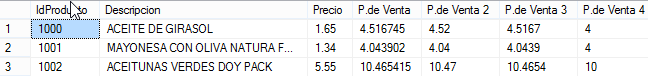 IdProducto Descripcion Precio P.de Venta P.de Venta 2 P.de Venta 3 P.de Venta 4
1 1000 ACEITE DE GIRASOL 1.65 4.516745 4.52 4.5167 4
2 1001 MAYONESA CON OLIVA NATURA F... 1.34 4.043902 4.04 4.0439 4
3 1002 ACEITUNAS VERDES DOY PACK 5.55 10.465415 10.47 10.4654 10